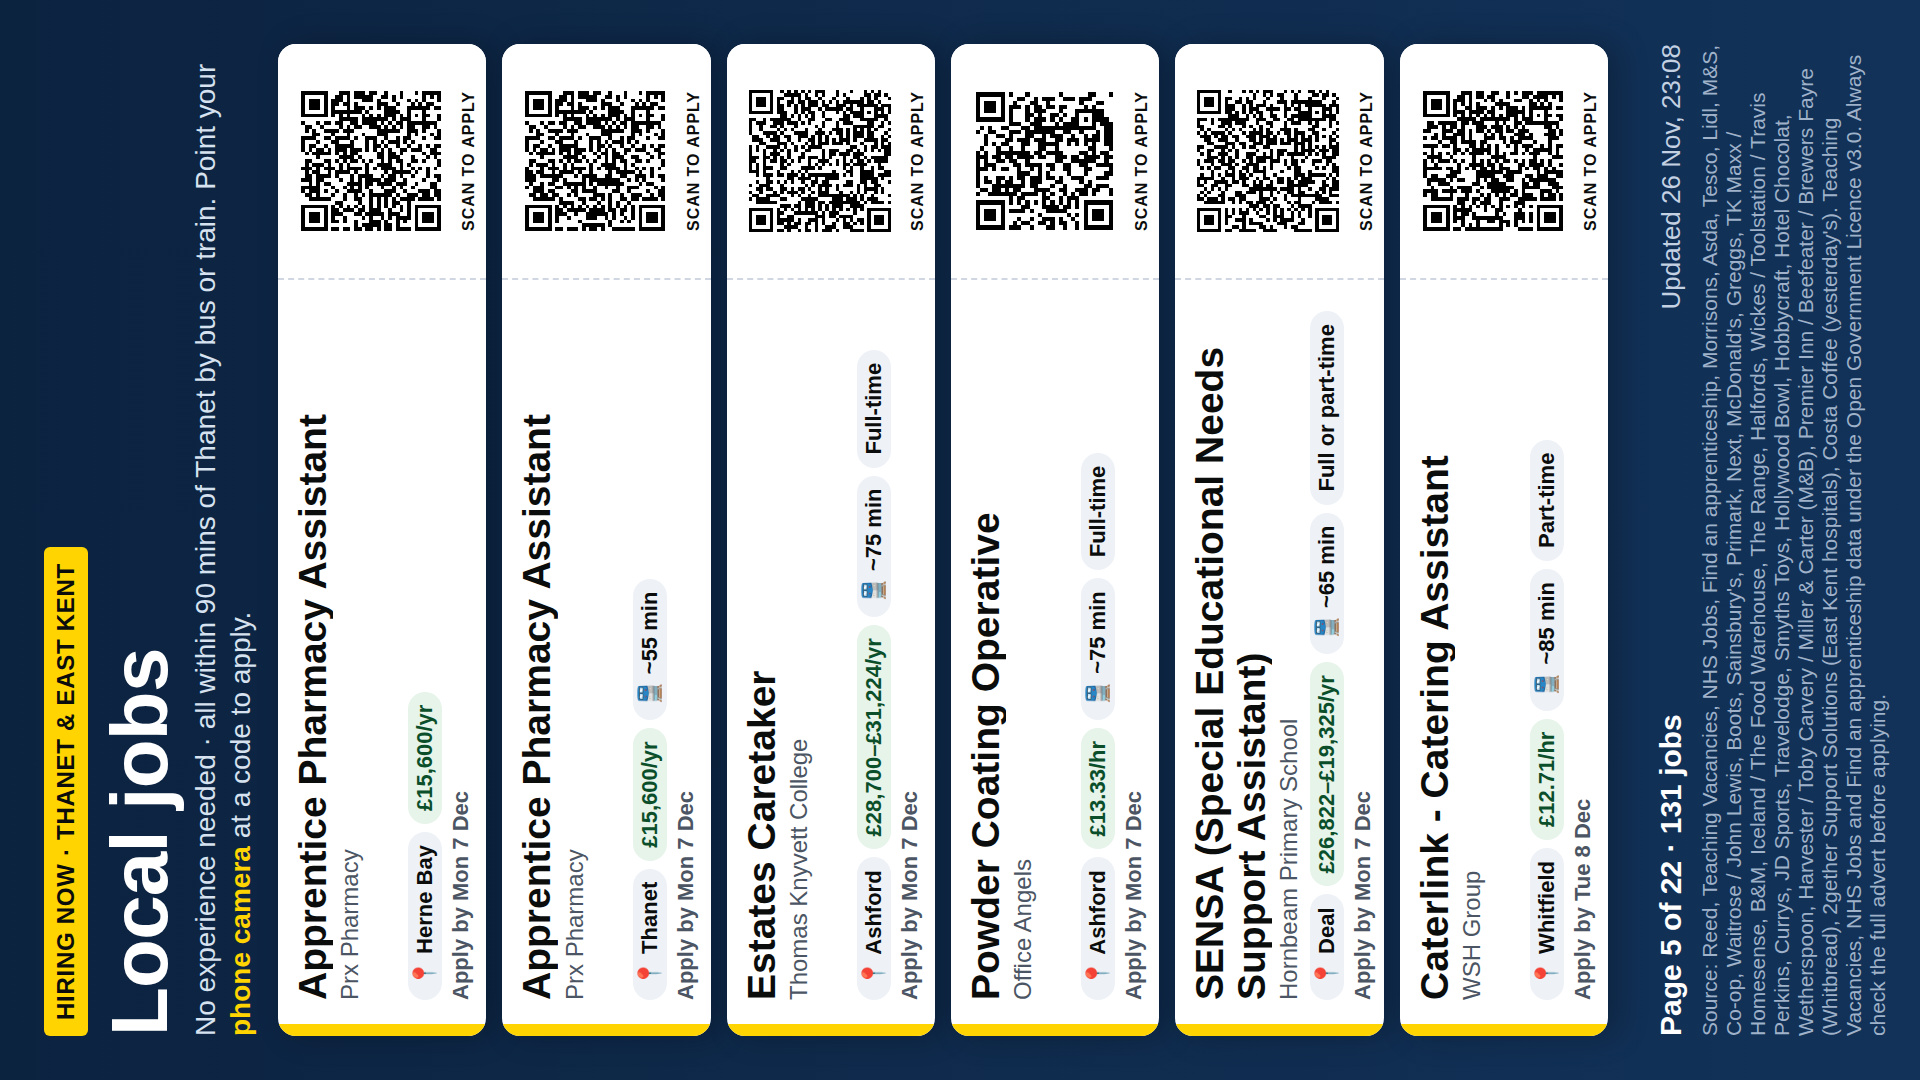 HIRING NOW · THANET & EAST KENT
Local jobs
No experience needed · all within 90 mins of Thanet by bus or train. Point your
phone camera at a code to apply.
Apprentice Pharmacy Assistant
Prx Pharmacy
Herne Bay £15,600/yr
Apply by Mon 7 Dec
SCAN TO APPLY
Apprentice Pharmacy Assistant
Prx Pharmacy
Thanet £15,600/yr ~55 min
Apply by Mon 7 Dec
SCAN TO APPLY
Estates Caretaker
Thomas Knyvett College
Ashford £28,700–£31,224/yr ~75 min Full-time
Apply by Mon 7 Dec
SCAN TO APPLY
Powder Coating Operative
Office Angels
Ashford £13.33/hr ~75 min Full-time
Apply by Mon 7 Dec
SCAN TO APPLY
SENSA (Special Educational Needs
Support Assistant)
Hornbeam Primary School
Deal £26,822–£19,325/yr ~65 min Full or part-time
Apply by Mon 7 Dec
SCAN TO APPLY
Caterlink - Catering Assistant
WSH Group
Whitfield £12.71/hr ~85 min Part-time
Apply by Tue 8 Dec
SCAN TO APPLY
Page 5 of 22 · 131 jobs
Updated 26 Nov, 23:08
Source: Reed, Teaching Vacancies, NHS Jobs, Find an apprenticeship, Morrisons, Asda, Tesco, Lidl, M&S,
Co-op, Waitrose / John Lewis, Boots, Sainsbury's, Primark, Next, McDonald's, Greggs, TK Maxx /
Homesense, B&M, Iceland / The Food Warehouse, The Range, Halfords, Wickes / Toolstation / Travis
Perkins, Currys, JD Sports, Travelodge, Smyths Toys, Hollywood Bowl, Hobbycraft, Hotel Chocolat,
Wetherspoon, Harvester / Toby Carvery / Miller & Carter (M&B), Premier Inn / Beefeater / Brewers Fayre
(Whitbread), 2gether Support Solutions (East Kent hospitals), Costa Coffee (yesterday's). Teaching
Vacancies, NHS Jobs and Find an apprenticeship data under the Open Government Licence v3.0. Always
check the full advert before applying.